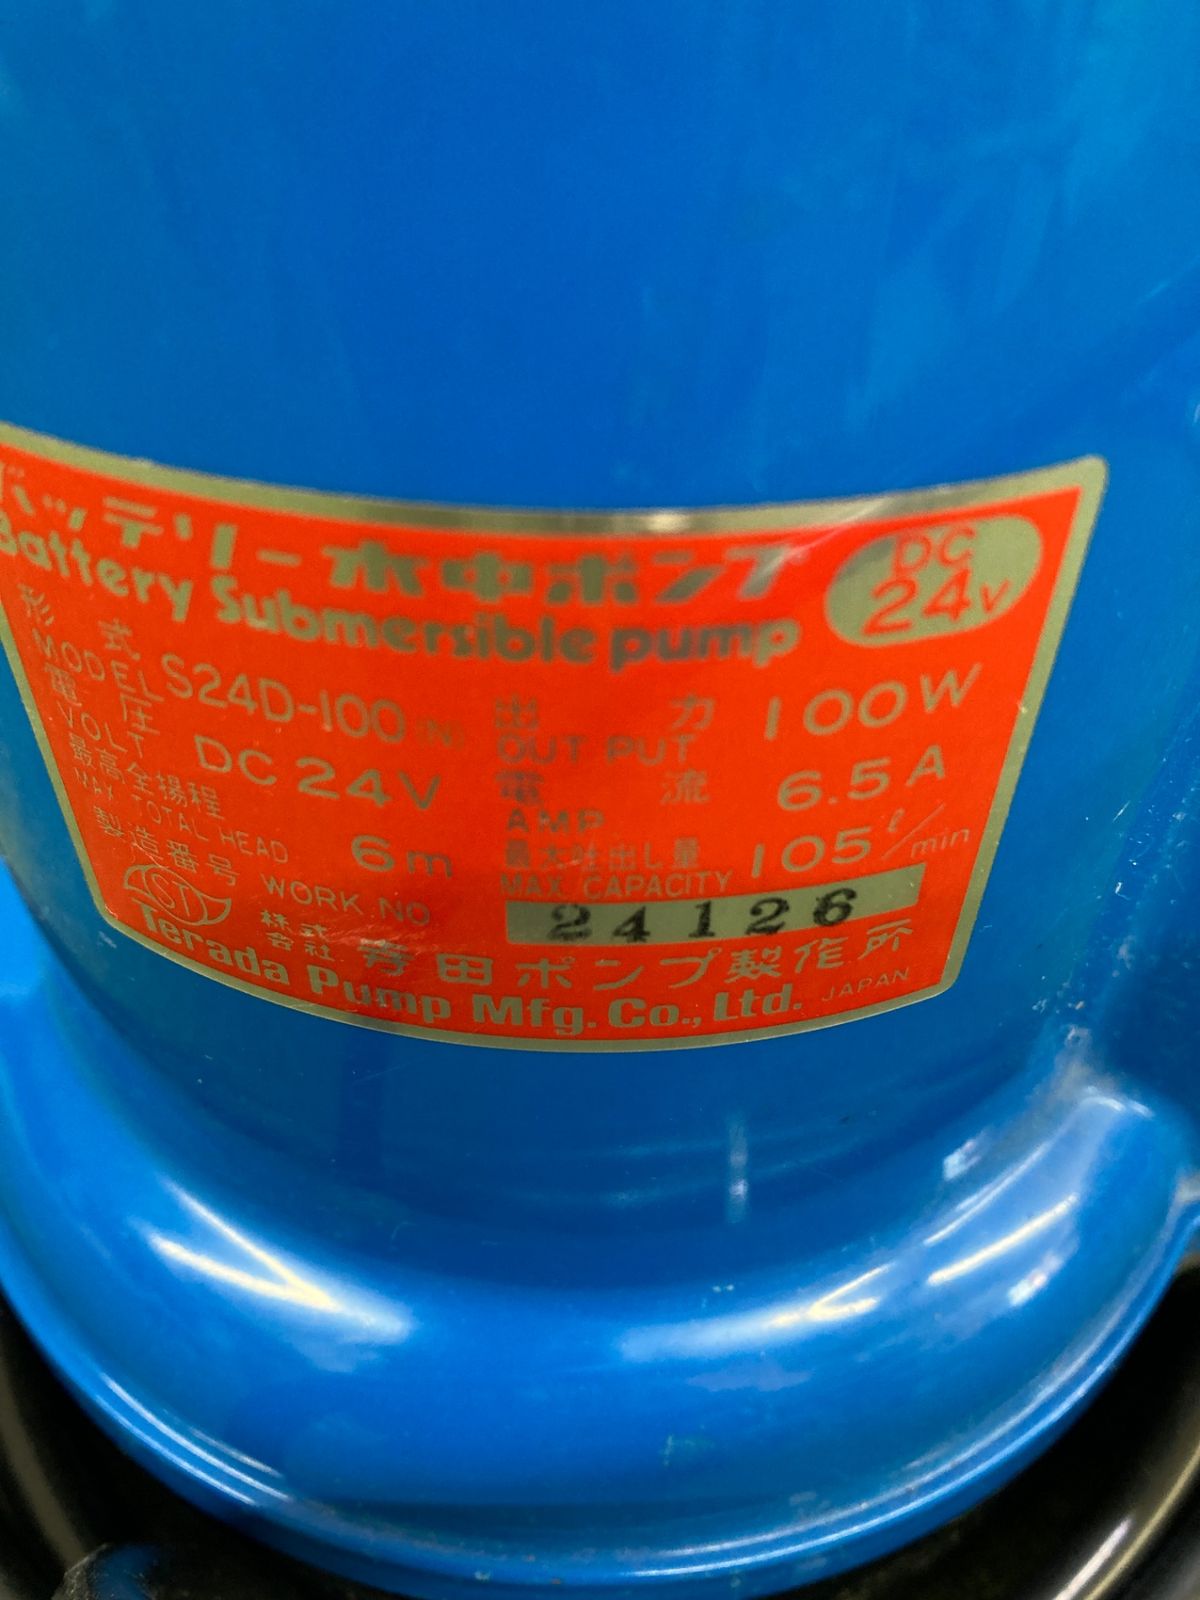 バッテリー水中ポンプ DC 24V
Battery Submersible pump
形式 MODEL S24D-100(N) 出力 OUT PUT 100W
電圧 VOLT DC 24V 電流 AMP 6.5A
最高全揚程 MAX TOTAL HEAD 6m 最大吐出し量 MAX. CAPACITY 105 ℓ/min
製造番号 WORK NO 24126
ST 株式会社 寺田ポンプ製作所
Terada Pump Mfg. Co., Ltd. JAPAN